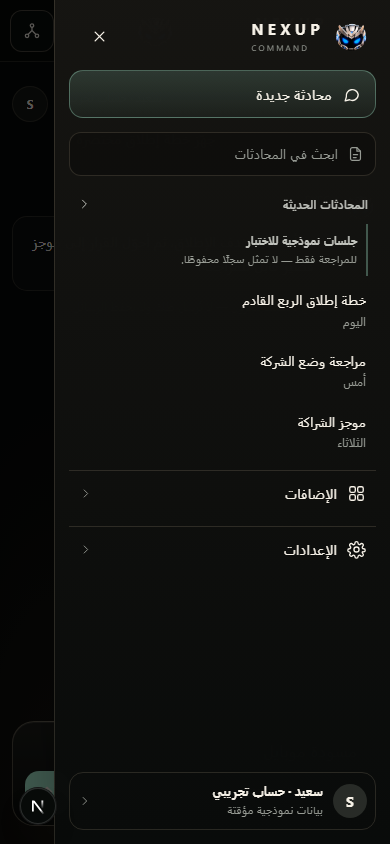 NEXUP
COMMAND
محادثة جديدة
ابحث في المحادثات
المحادثات الحديثة
جلسات نموذجية للاختبار
للمراجعة فقط — لا تمثل سجلًا محفوظًا.
خطة إطلاق الربع القادم
اليوم
مراجعة وضع الشركة
أمس
موجز الشراكة
الثلاثاء
الإضافات
الإعدادات
سعيد · حساب تجريبي
بيانات نموذجية مؤقتة
S
S
N